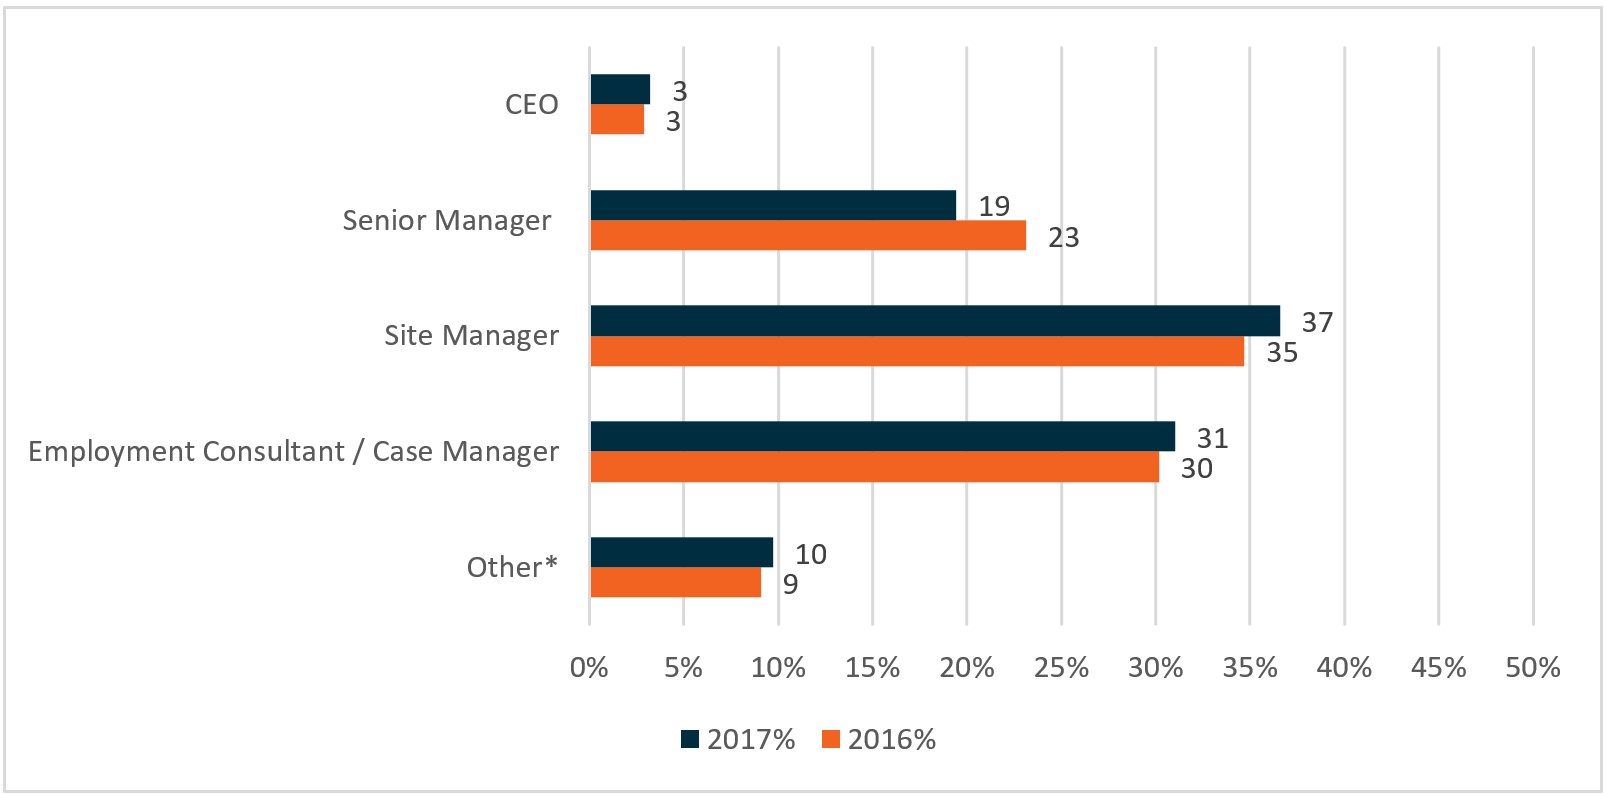 CEO
3
3
Senior Manager
19
23
Site Manager
37
35
Employment Consultant / Case Manager
31
30
Other*
10
9
0% 5% 10% 15% 20% 25% 30% 35% 40% 45% 50%
2017% 2016%